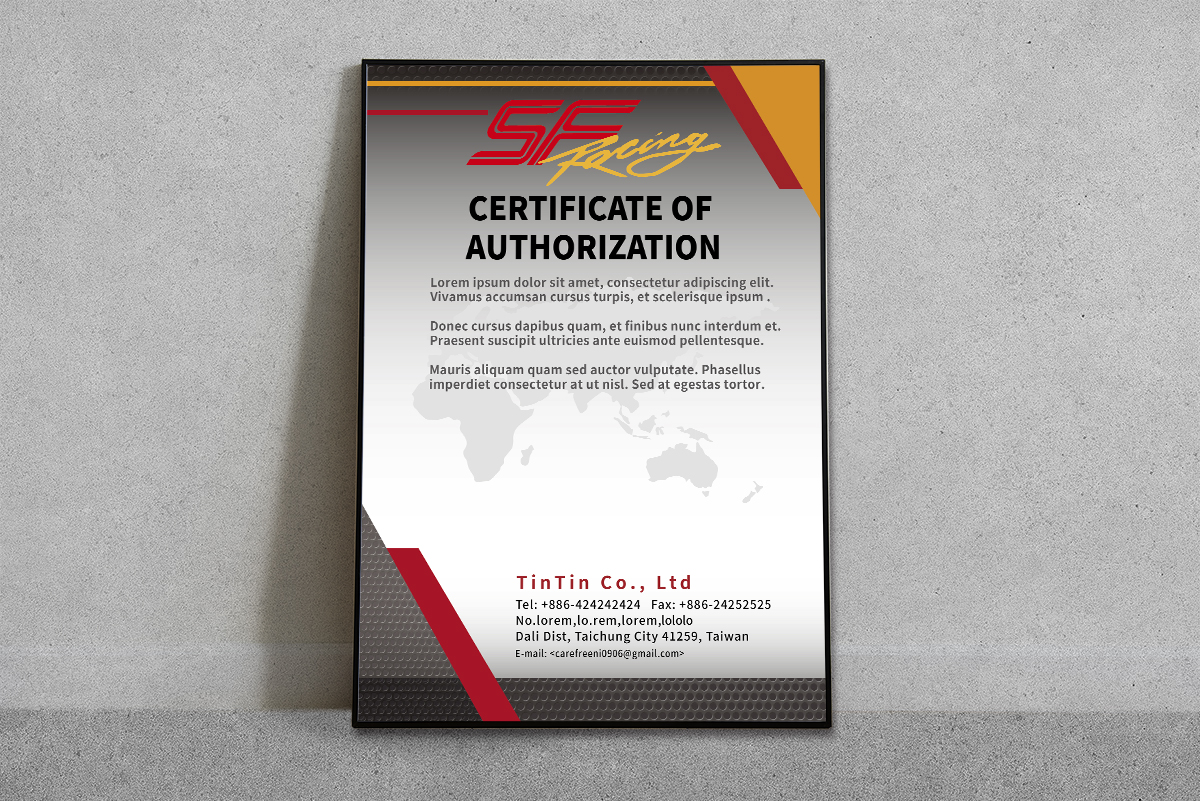 SF
Racing
CERTIFICATE OF
AUTHORIZATION
Lorem ipsum dolor sit amet, consectetur adipiscing elit.
Vivamus accumsan cursus turpis, et scelerisque ipsum .
Donec cursus dapibus quam, et finibus nunc interdum et.
Praesent suscipit ultricies ante euismod pellentesque.
Mauris aliquam quam sed auctor vulputate. Phasellus
imperdiet consectetur at ut nisl. Sed at egestas tortor.
TinTin Co., Ltd
Tel: +886-424242424 Fax: +886-24252525
No.lorem,lo.rem,lorem,lololo
Dali Dist, Taichung City 41259, Taiwan
E-mail: <carefreeni0906@gmail.com>